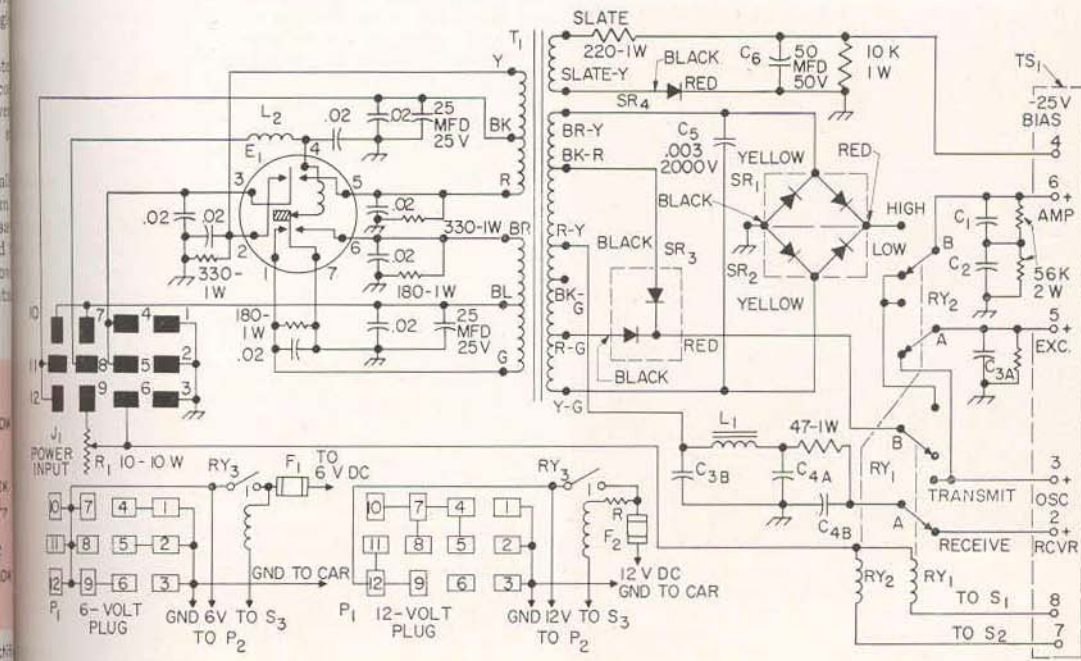 SLATE
220-1W
SLATE-Y
BLACK
RED
SR4
C6
50
MFD
50V
10 K
1 W
TS1
-25V
BIAS
4
T1
Y
BK
R
BR
BL
G
L2
.02
.02
25
MFD
25V
E1
4
3
5
2
6
1
7
.02
.02
330-
1W
.02
330-1W
.02
180-1W
180-
1W
.02
.02
25
MFD
25V
BR-Y
BK-R
R-Y
BK-
G
R-G
Y-G
C5
.003
2000V
YELLOW
RED
SR1
BLACK
SR2
YELLOW
HIGH
LOW
BLACK
SR3
RED
BLACK
6
+
AMP
B
C1
C2
56K
2 W
RY2
A
5
+
EXC.
C3A
L1
47-1W
C3B
C4A
C4B
B
RY1
TRANSMIT
A
RECEIVE
3
OSC
2
+
RCVR
RY2
RY1
TO S1
8
TO S2
7
10
7
4
1
11
8
5
2
12
9
6
3
J1
POWER
INPUT
R1
10-10 W
RY3
F1
TO
6 V DC
10
7
4
1
11
8
5
2
12
9
6
3
P1
6-VOLT
PLUG
GND TO CAR
GND 6V TO S3
TO P2
RY3
R
F2
12 V DC
GND TO CAR
10
7
4
1
11
8
5
2
12
9
6
3
P1
12-VOLT
PLUG
GND 12V TO S3
TO P2